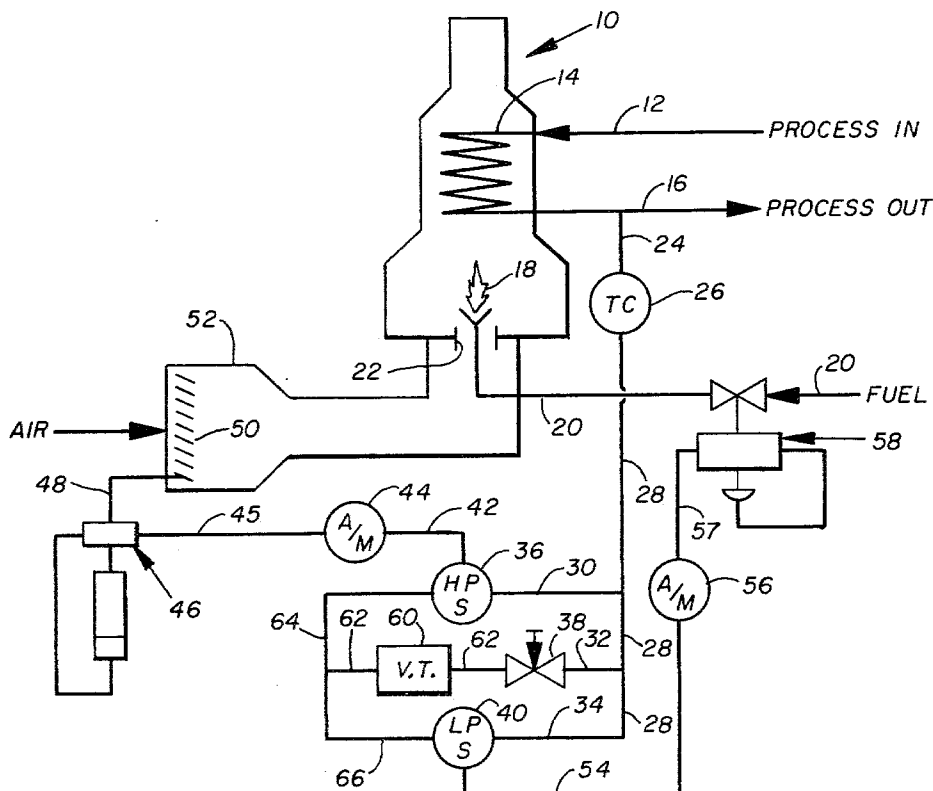 10
14
12
PROCESS IN
16
PROCESS OUT
24
18
TC
26
52
22
20
20
FUEL
AIR
50
58
28
48
45
44
42
57
A/M
36
HP
S
30
A/M
56
46
64
62
60
62
38
32
28
V.T.
40
34
LP
S
28
66
54